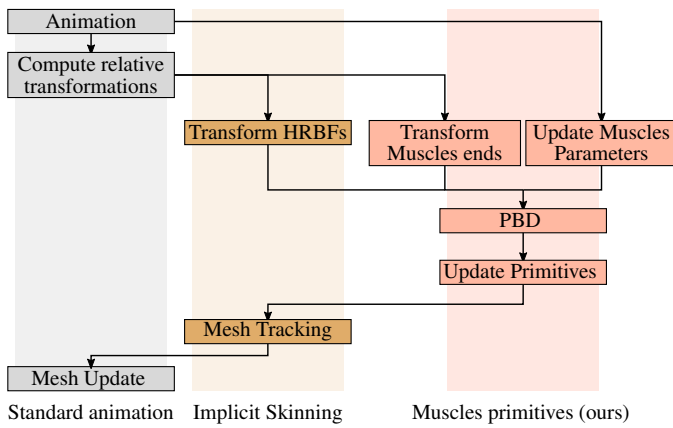 Animation
Compute relative
transformations
Transform HRBFs
Transform
Muscles ends
Update Muscles
Parameters
PBD
Update Primitives
Mesh Tracking
Mesh Update
Standard animation
Implicit Skinning
Muscles primitives (ours)